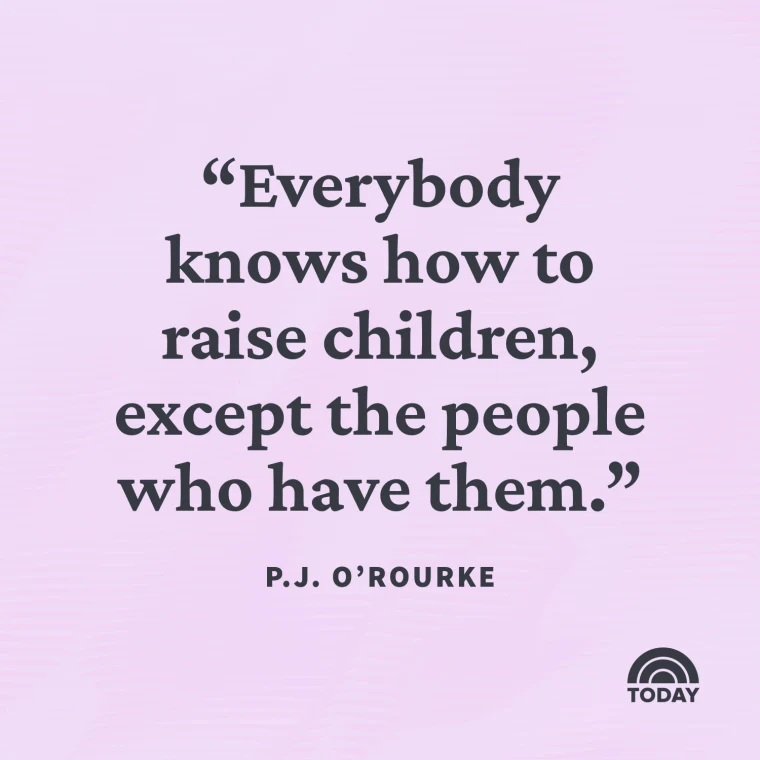 “Everybody
knows how to
raise children,
except the people
who have them.”
P.J. O’ROURKE
TODAY